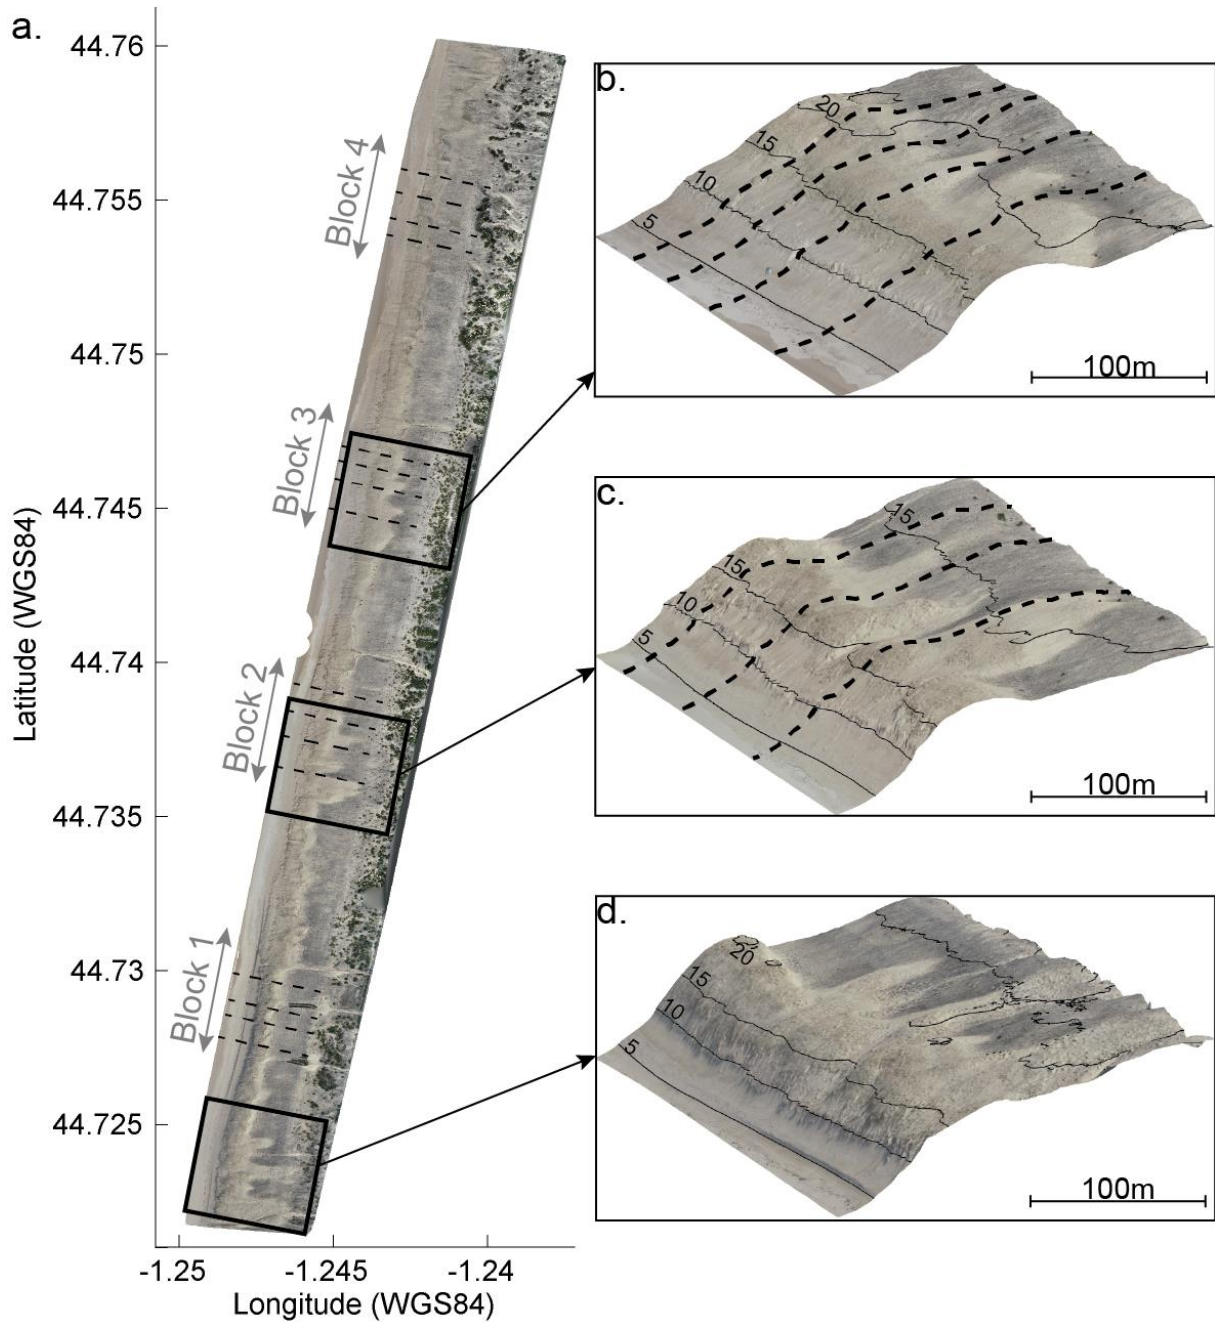 a.
44.76
44.755
44.75
44.745
44.74
44.735
44.73
44.725
Latitude (WGS84)
Block 4
Block 3
Block 2
Block 1
-1.25
-1.245
-1.24
Longitude (WGS84)
b.
20
15
10
5
100m
c.
15
15
10
5
100m
d.
20
15
10
5
100m